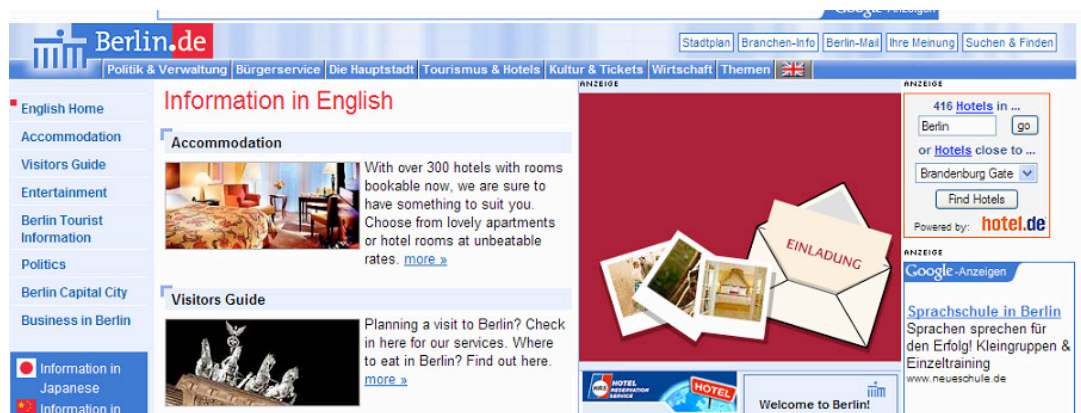 Google-Anzeigen
Berlin.de
Stadtplan Branchen-Info Berlin-Mail Ihre Meinung Suchen & Finden
Politik & Verwaltung Bürgerservice Die Hauptstadt Tourismus & Hotels Kultur & Tickets Wirtschaft Themen
English Home
Accommodation
Visitors Guide
Entertainment
Berlin Tourist
Information
Politics
Berlin Capital City
Business in Berlin
Information in
Japanese
Information in
Information in English
Accommodation
With over 300 hotels with rooms
bookable now, we are sure to
have something to suit you.
Choose from lovely apartments
or hotel rooms at unbeatable
rates. more »
Visitors Guide
Planning a visit to Berlin? Check
in here for our services. Where
to eat in Berlin? Find out here.
more »
ANZEIGE
EINLADUNG
HRS HOTEL
RESERVATION
SERVICE
HOTEL
Welcome to Berlin!
ANZEIGE
416 Hotels in ...
Berlin go
or Hotels close to ...
Brandenburg Gate
Find Hotels
Powered by: hotel.de
ANZEIGE
Google-Anzeigen
Sprachschule in Berlin
Sprachen sprechen für
den Erfolg! Kleingruppen &
Einzeltraining
www.neueschule.de